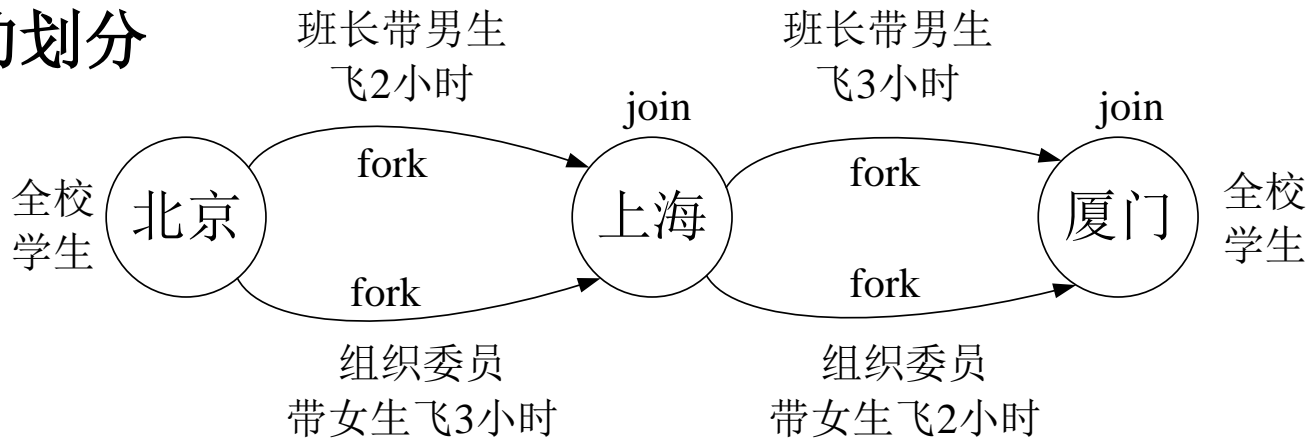 的划分
班长带男生
飞2小时
班长带男生
飞3小时
join
join
fork
fork
全校
学生
北京
上海
厦门
全校
学生
fork
fork
组织委员
带女生飞3小时
组织委员
带女生飞2小时